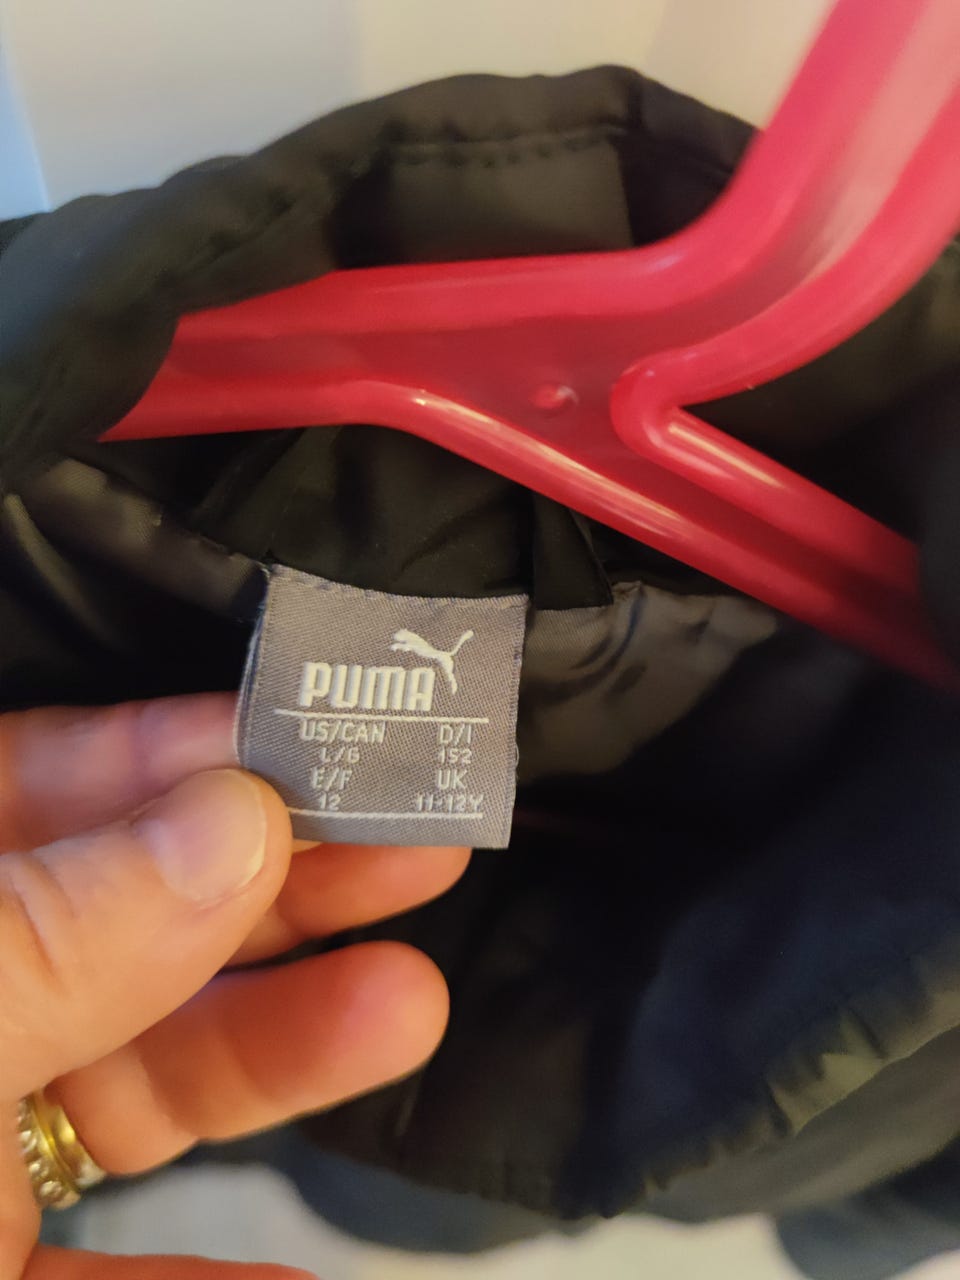 PUMA
US/CAN D/I
L/G 152
E/F UK
12 11-12Y